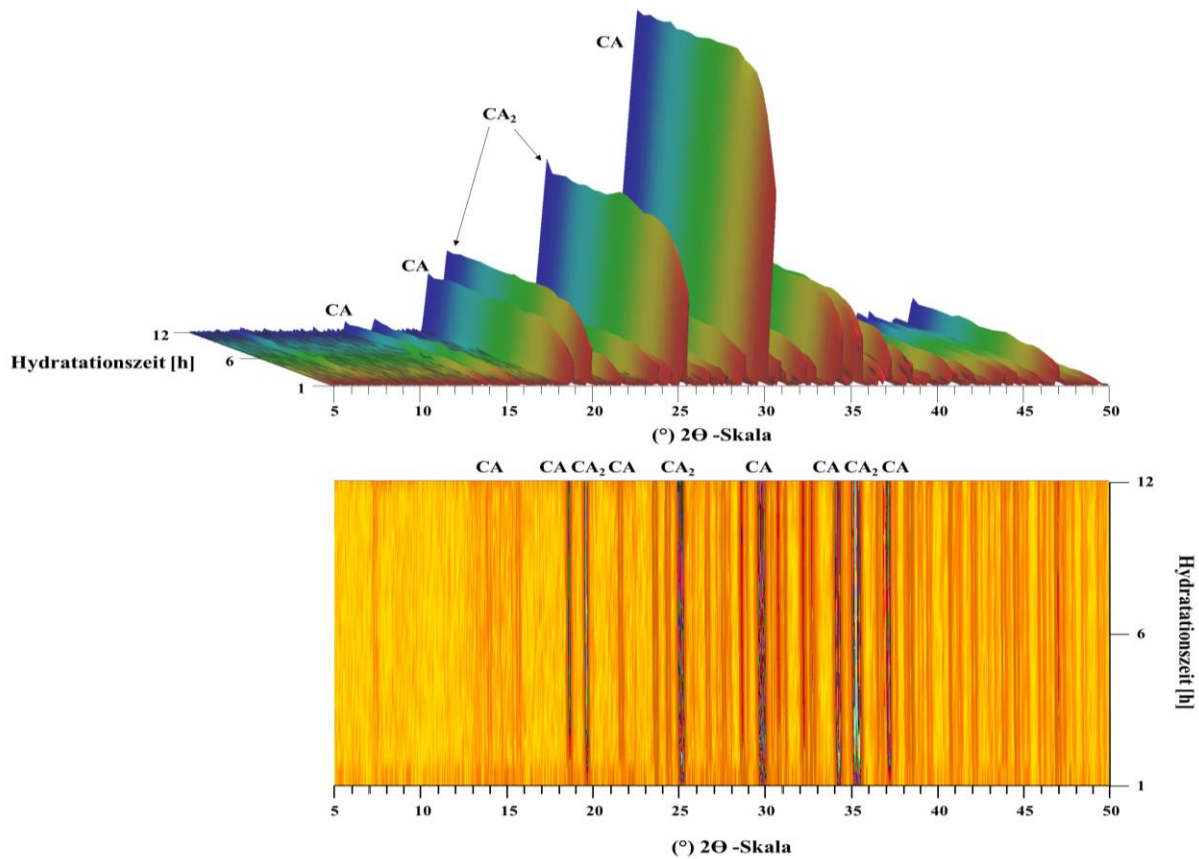 CA
CA₂
CA
CA
12
Hydratationszeit [h]
6
1
5 10 15 20 25 30 35 40 45 50
(°) 2Θ -Skala
CA CA CA₂ CA CA₂ CA CA CA₂ CA
12
6
1
Hydratationszeit [h]
5 10 15 20 25 30 35 40 45 50
(°) 2Θ -Skala